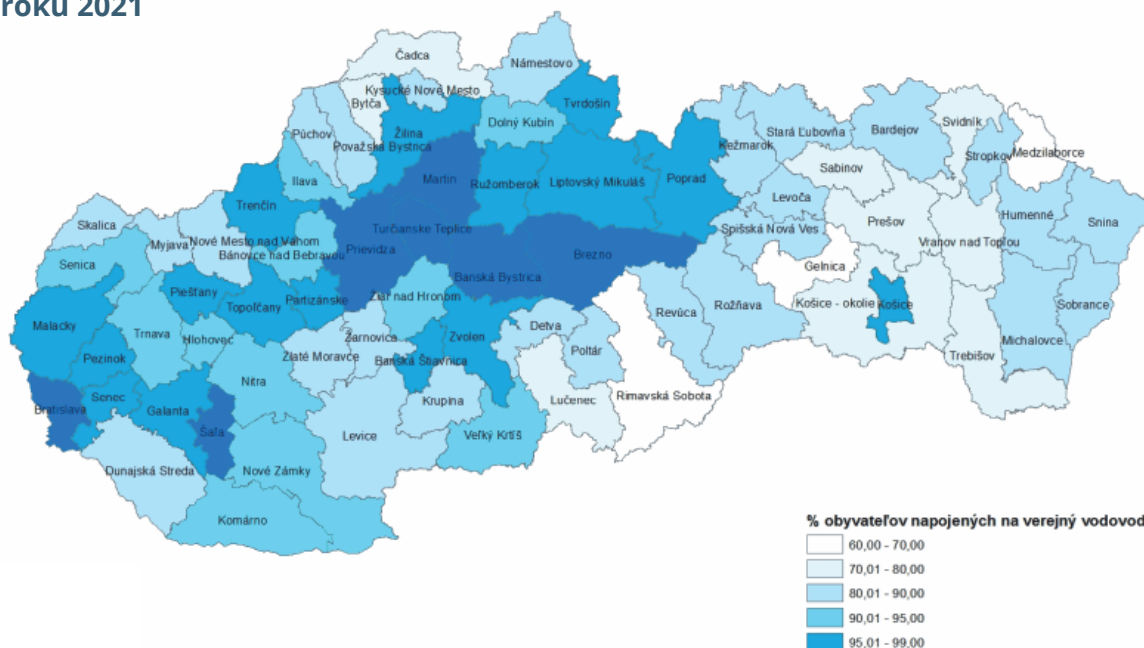 roku 2021
Čadca
Námestovo
Kysucké Nové Mesto
Bytča
Tvrdošín
Dolný Kubín
Púchov
Žilina
Považská Bystrica
Svidník
Bardejov
Stará Ľubovňa
Kežmarok
Stropkov
Medzilaborce
Sabinov
Ilava
Martin
Ružomberok
Liptovský Mikuláš
Poprad
Levoča
Trenčín
Skalica
Myjava
Nové Mesto nad Váhom
Bánovce nad Bebravou
Turčianske Teplice
Prievidza
Spišská Nová Ves
Prešov
Humenné
Snina
Vranov nad Topľou
Senica
Brezno
Banská Bystrica
Gelnica
Piešťany
Topoľčany
Partizánske
Žiar nad Hronom
Rožňava
Košice - okolie
Košice
Sobrance
Malacky
Trnava
Hlohovec
Žarnovica
Zvolen
Detva
Revúca
Michalovce
Pezinok
Zlaté Moravce
Banská Štiavnica
Poltár
Trebišov
Nitra
Senec
Bratislava
Galanta
Krupina
Lučenec
Rimavská Sobota
Šaľa
Levice
Veľký Krtíš
Dunajská Streda
Nové Zámky
Komárno
% obyvateľov napojených na verejný vodovod
60,00 - 70,00
70,01 - 80,00
80,01 - 90,00
90,01 - 95,00
95,01 - 99,00